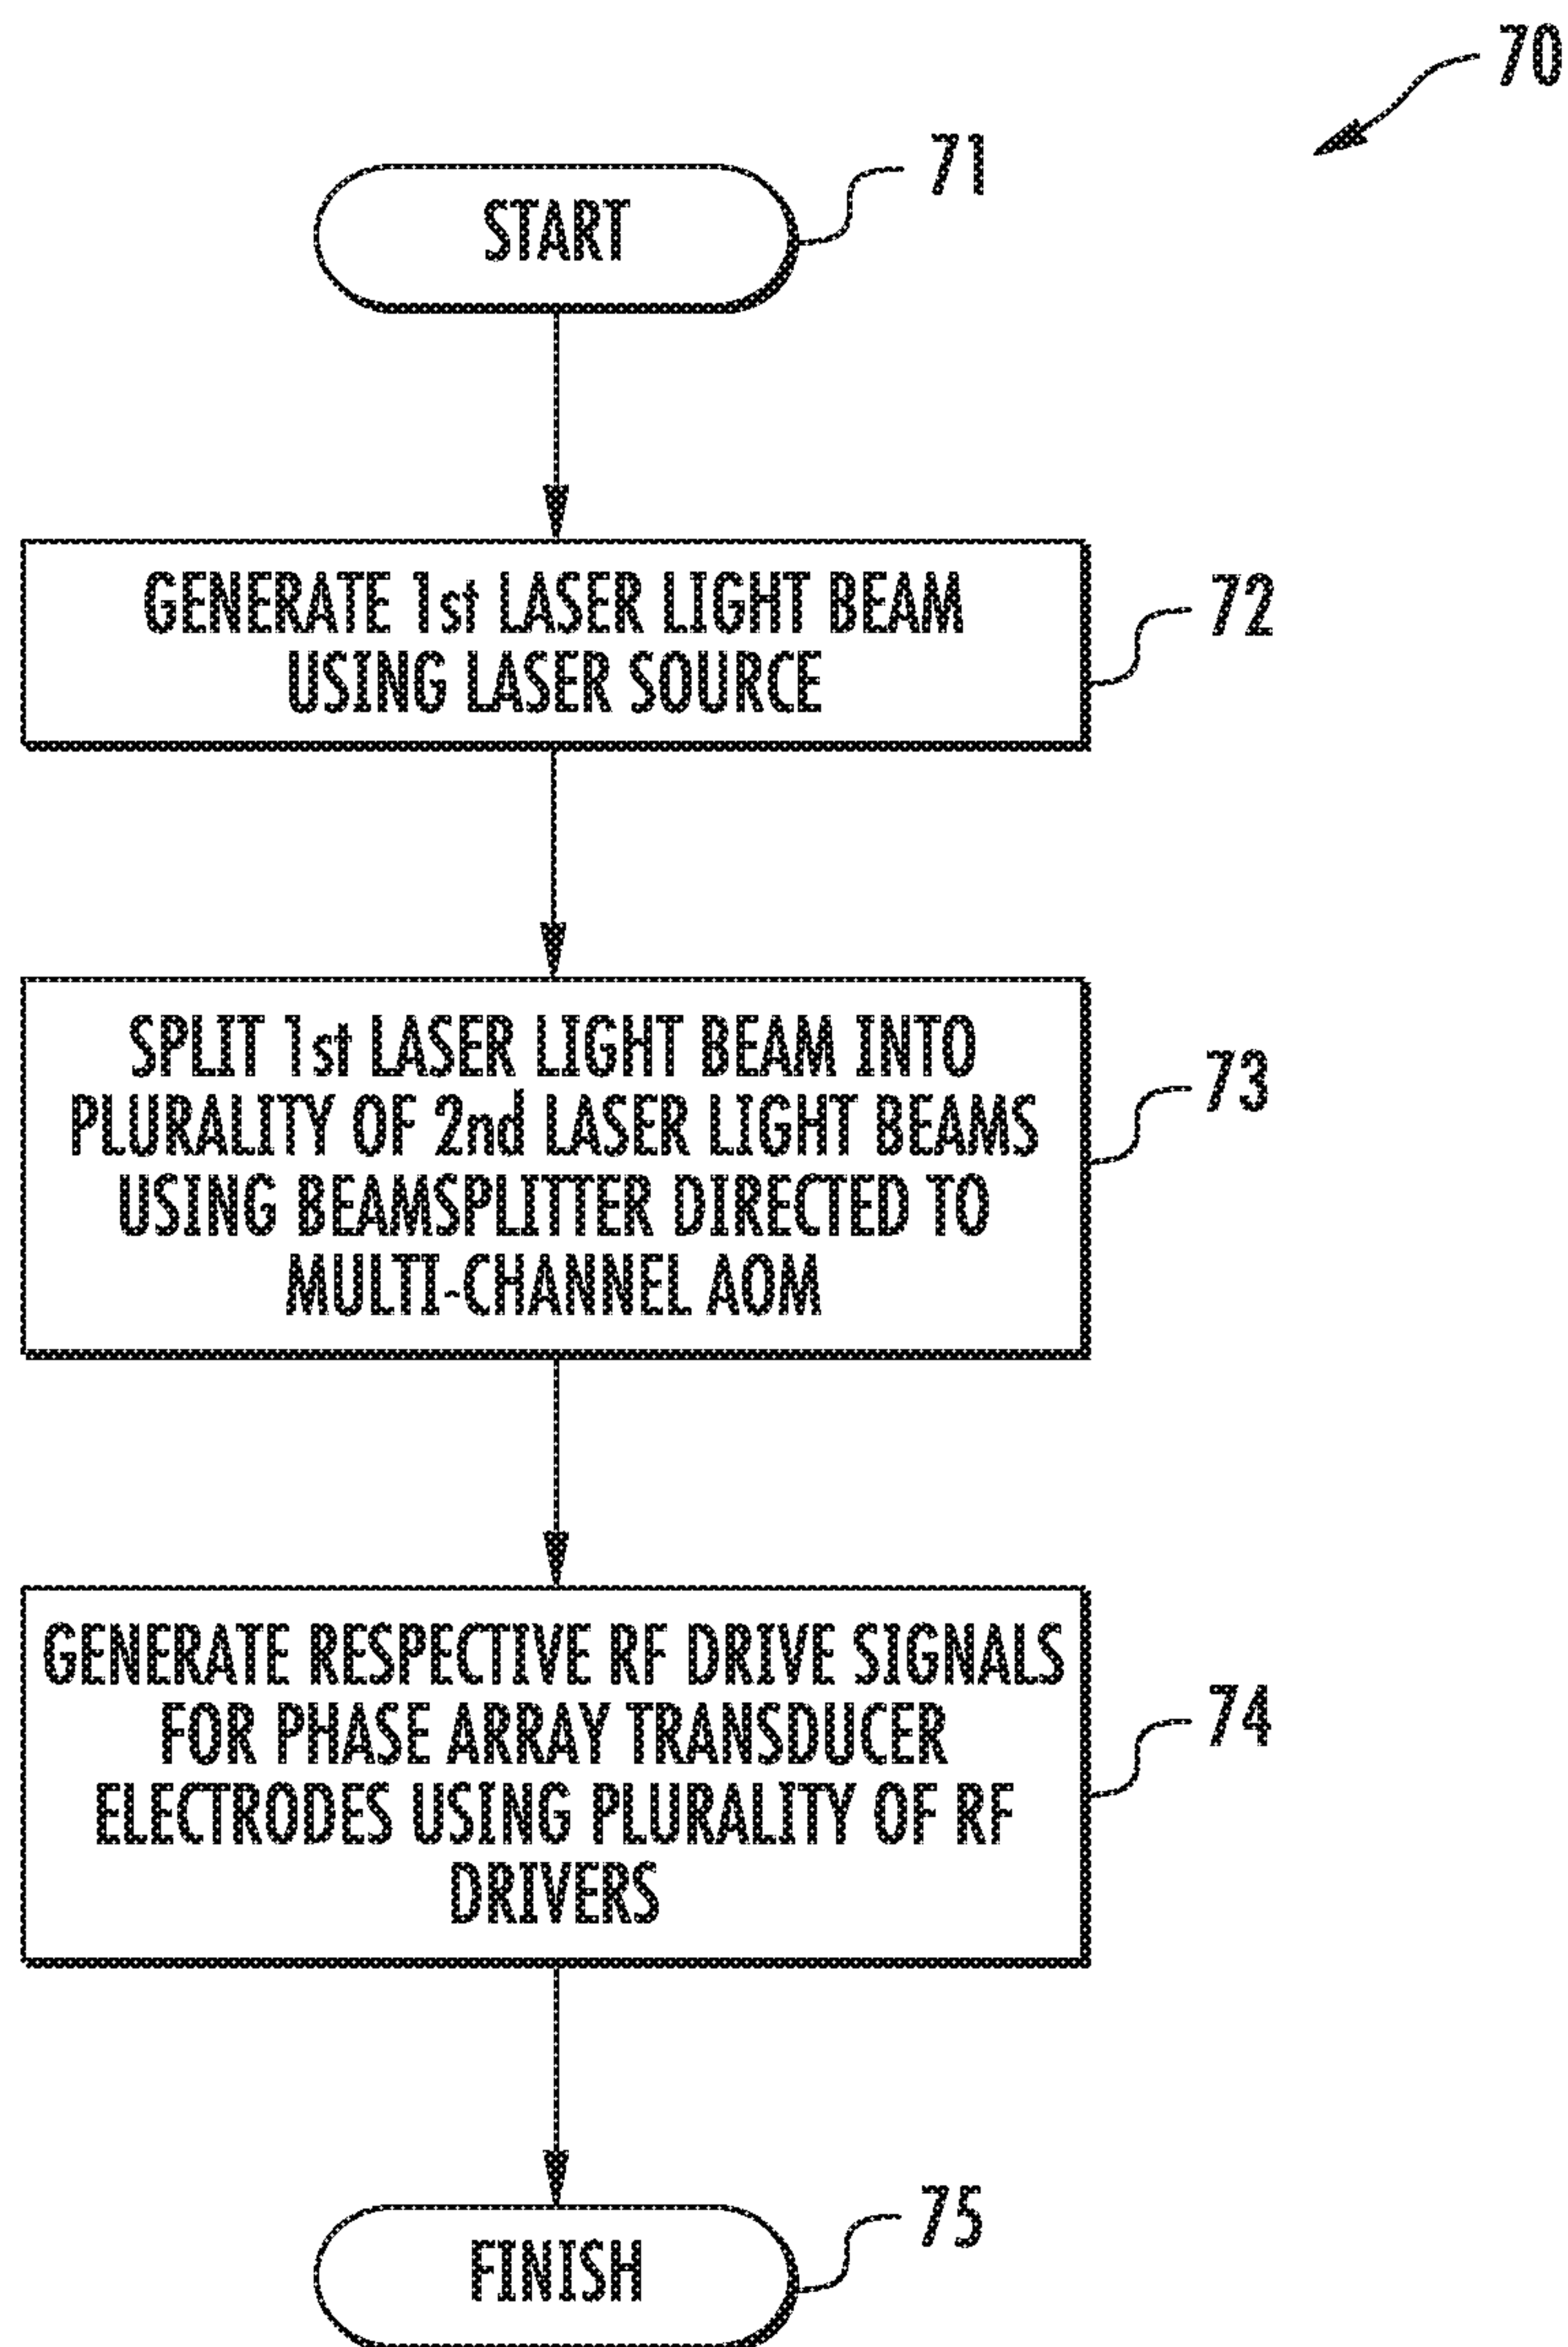 70
START
71
GENERATE 1st LASER LIGHT BEAM
USING LASER SOURCE
72
SPLIT 1st LASER LIGHT BEAM INTO
PLURALITY OF 2nd LASER LIGHT BEAMS
USING BEAMSPLITTER DIRECTED TO
MULTI-CHANNEL AOM
73
GENERATE RESPECTIVE RF DRIVE SIGNALS
FOR PHASE ARRAY TRANSDUCER
ELECTRODES USING PLURALITY OF RF
DRIVERS
74
FINISH
75